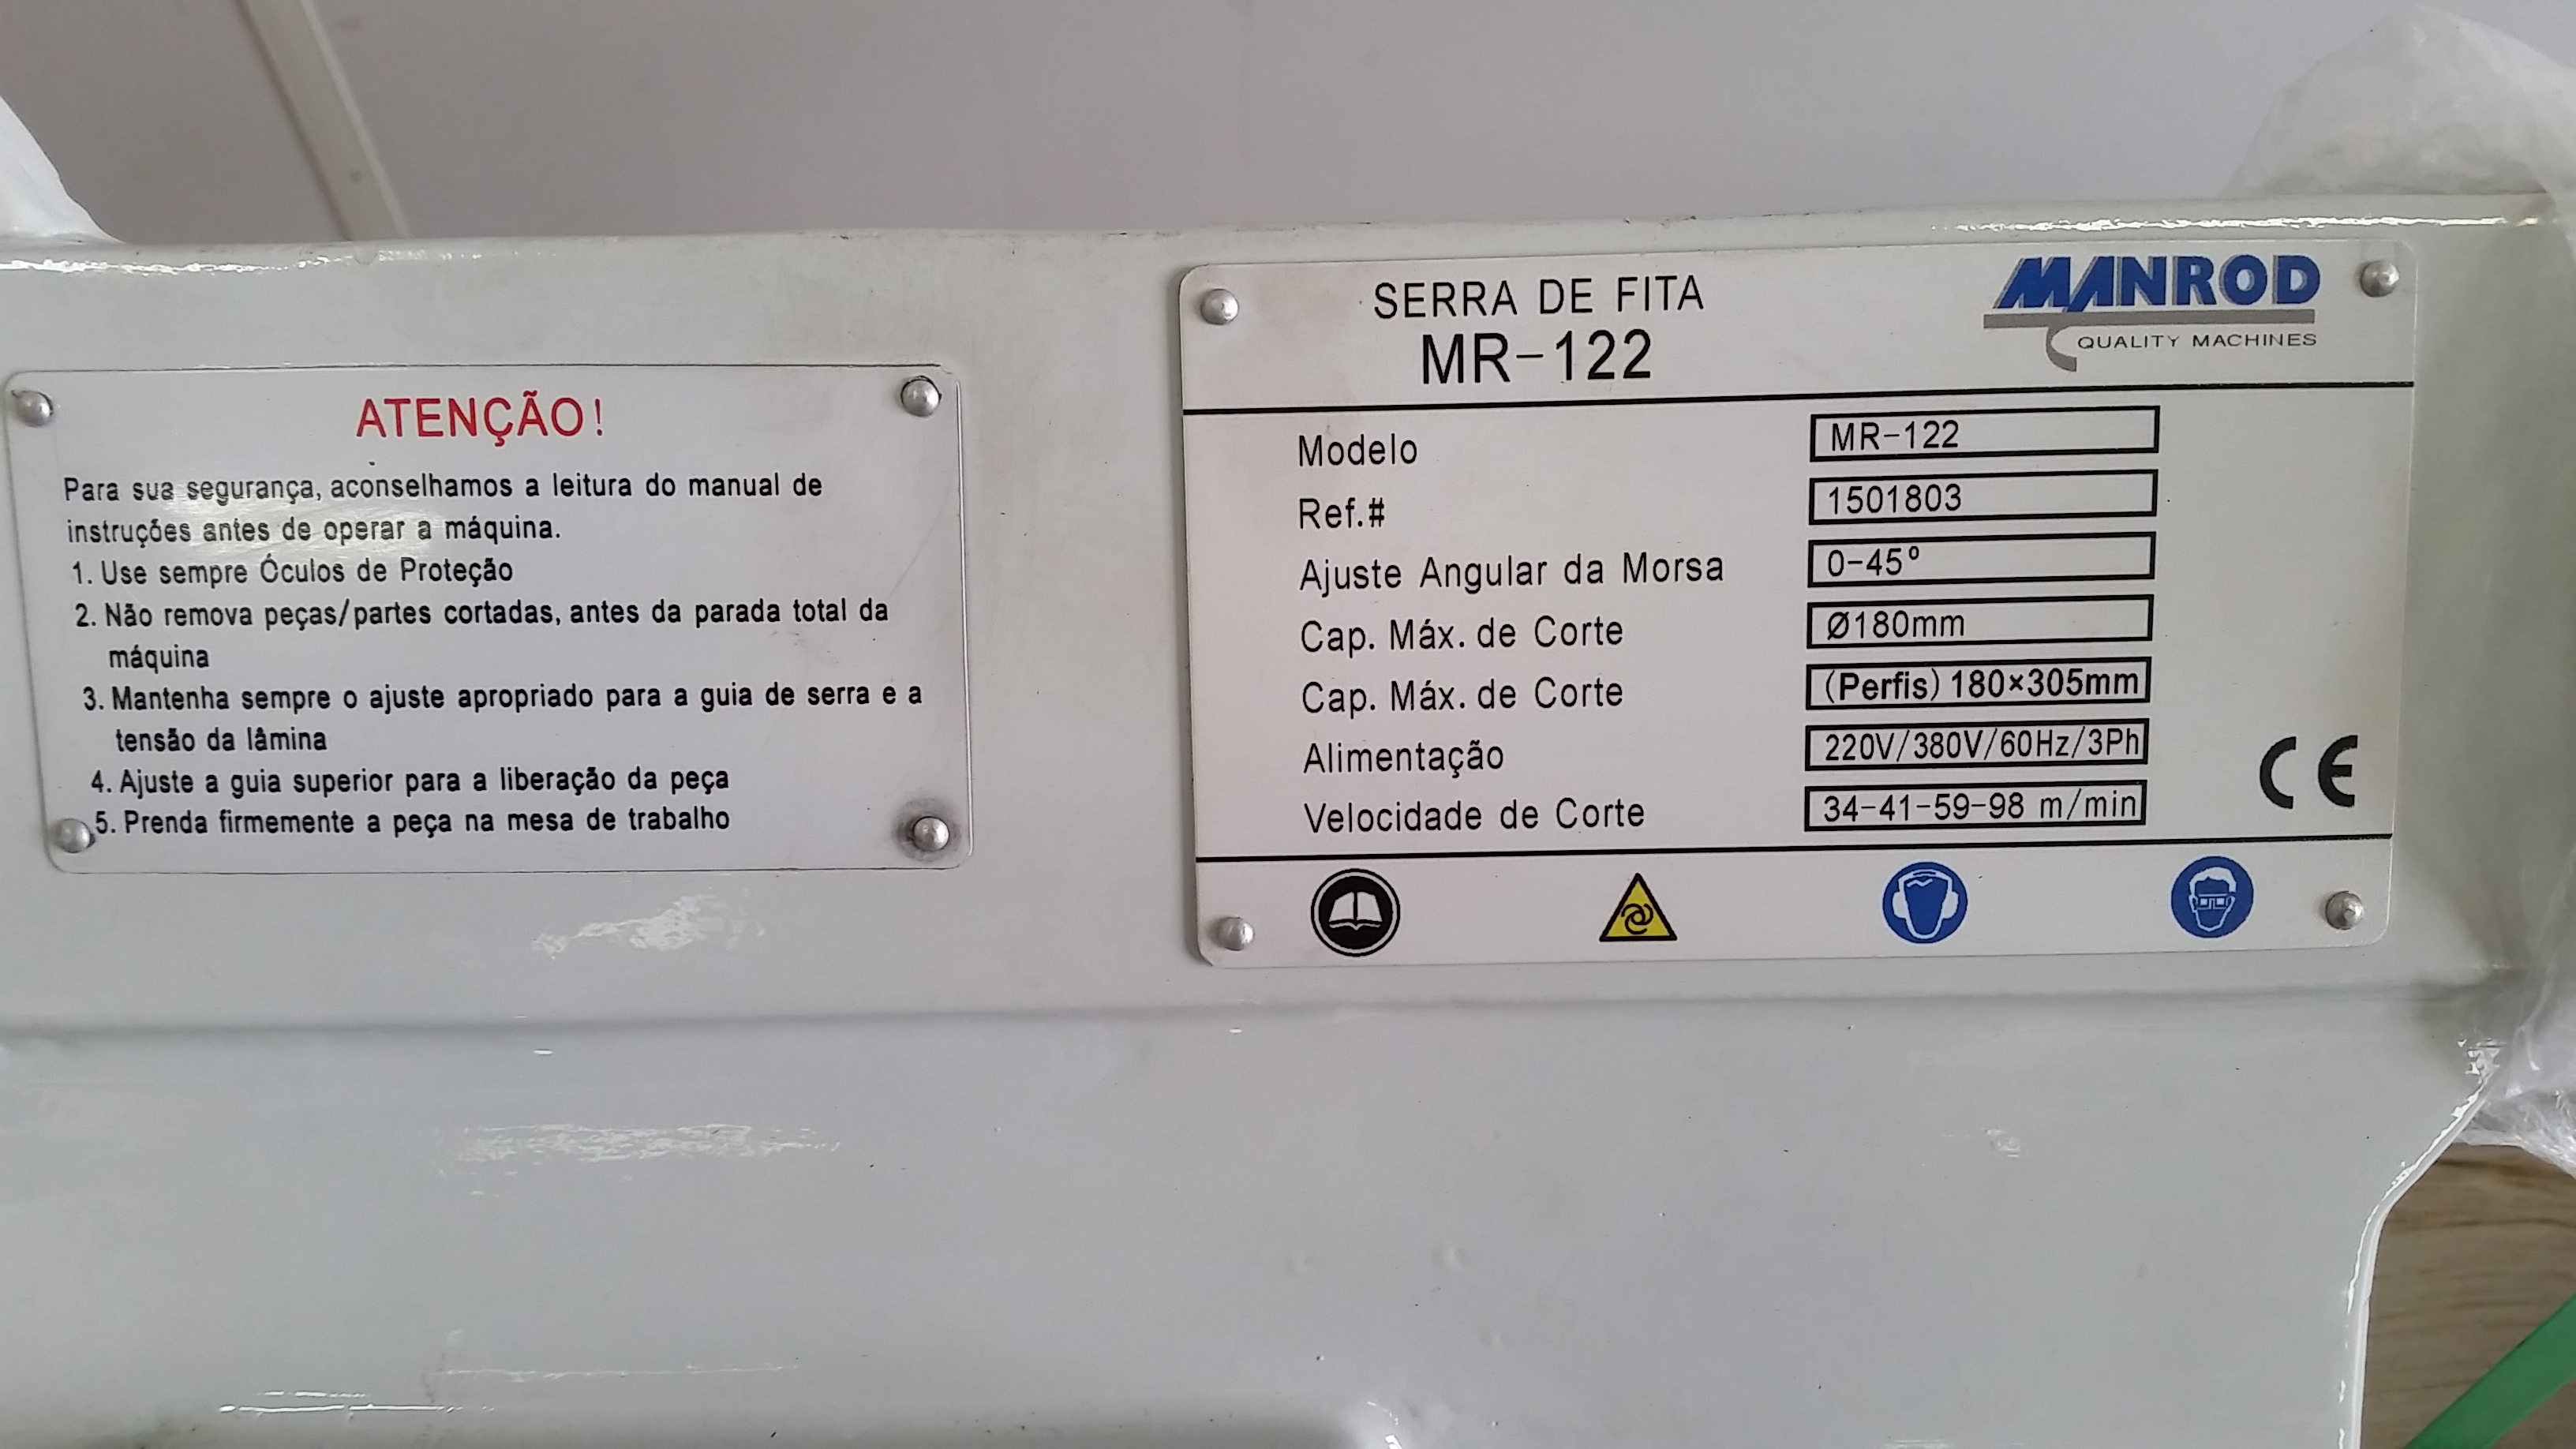 ATENÇÃO!
Para sua segurança, aconselhamos a leitura do manual de
instruções antes de operar a máquina.
1. Use sempre Óculos de Proteção
2. Não remova peças/partes cortadas, antes da parada total da
máquina
3. Mantenha sempre o ajuste apropriado para a guia de serra e a
tensão da lâmina
4. Ajuste a guia superior para a liberação da peça
5. Prenda firmemente a peça na mesa de trabalho
SERRA DE FITA
MR-122
MANROD
QUALITY MACHINES
Modelo MR-122
Ref.# 1501803
Ajuste Angular da Morsa 0-45°
Cap. Máx. de Corte Ø180mm
Cap. Máx. de Corte (Perfis) 180×305mm
Alimentação 220V/380V/60Hz/3Ph
Velocidade de Corte 34-41-59-98 m/min
CE